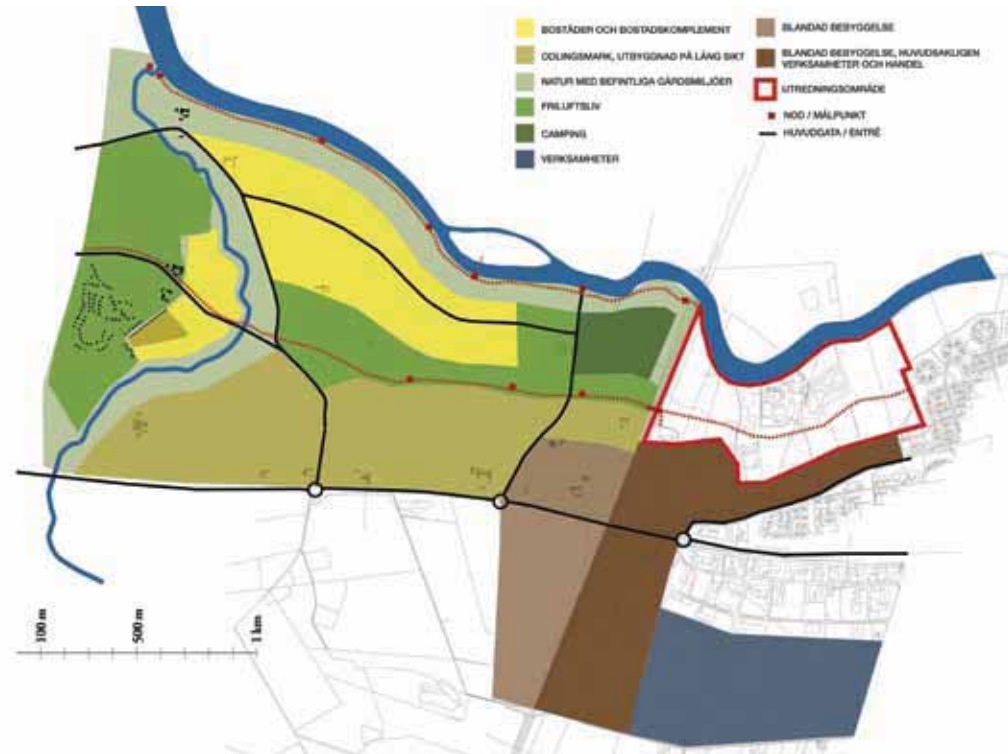 BOSTÄDER OCH BOSTADSKOMPLEMENT
ODLINGSMARK, UTBYGGNAD PÅ LÅNG SIKT
NATUR MED BEFINTLIGA GÅRDSMILJÖER
FRILUFTSLIV
CAMPING
VERKSAMHETER
BLANDAD BEBYGGELSE
BLANDAD BEBYGGELSE, HUVUDSAKLIGEN
VERKSAMHETER OCH HANDEL
UTREDNINGSOMRÅDE
NOD / MÅLPUNKT
HUVUDGATA / ENTRÉ
100 m
500 m
1 km